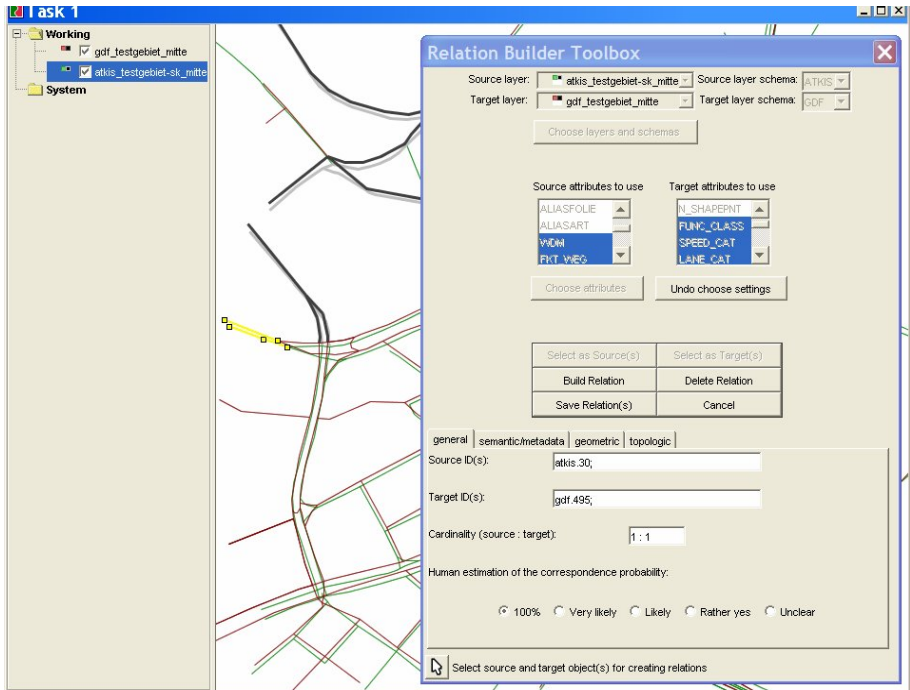 Task 1
Working
gdf_testgebiet_mitte
atkis_testgebiet-sk_mitte
System
Relation Builder Toolbox
Source layer: atkis_testgebiet-sk_mitte Source layer schema: ATKIS
Target layer: gdf_testgebiet_mitte Target layer schema: GDF
Choose layers and schemas
Source attributes to use Target attributes to use
ALIASFOLIE N_SHAPEPNT
ALIASART FUNC_CLASS
WDM SPEED_CAT
FKT_WEG LANE_CAT
Choose attributes Undo choose settings
Select as Source(s) Select as Target(s)
Build Relation Delete Relation
Save Relation(s) Cancel
general semantic/metadata geometric topologic
Source ID(s): atkis.30;
Target ID(s): gdf.495;
Cardinality (source : target): 1 : 1
Human estimation of the correspondence probability:
100% Very likely Likely Rather yes Unclear
Select source and target object(s) for creating relations